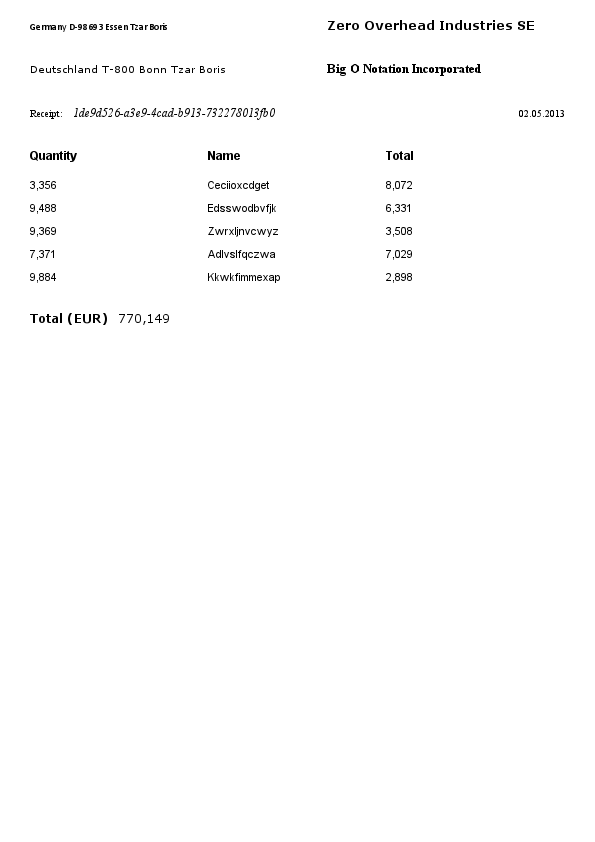 Germany D-98693 Essen Tzar Boris Zero Overhead Industries SE
Deutschland T-800 Bonn Tzar Boris Big O Notation Incorporated
Receipt: 1de9d526-a3e9-4cad-b913-732278013fb0 02.05.2013
Quantity Name Total
3,356 Ceciioxcdget 8,072
9,488 Edsswodbvfjk 6,331
9,369 Zwrxljnvcwyz 3,508
7,371 Adlvslfqczwa 7,029
9,884 Kkwkfimmexap 2,898
Total (EUR) 770,149